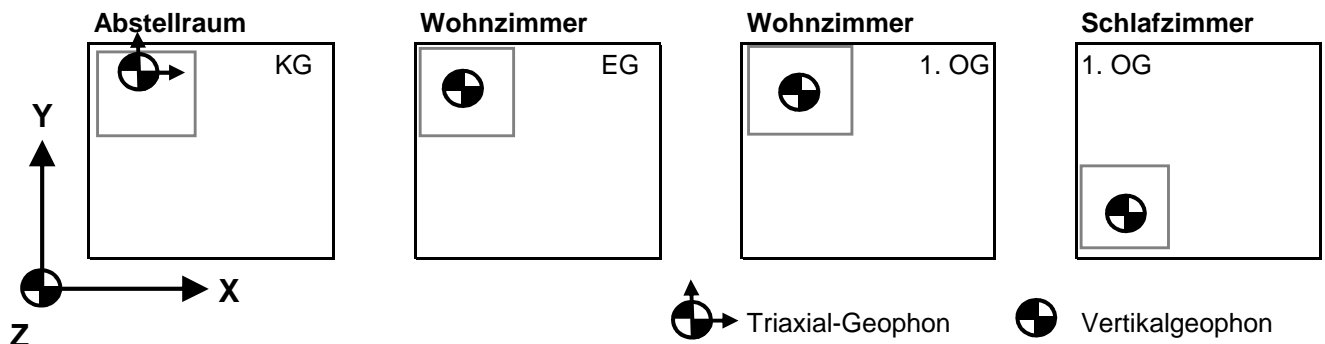 Abstellraum Wohnzimmer Wohnzimmer Schlafzimmer
KG EG 1. OG 1. OG
Y
X
Z
Triaxial-Geophon Vertikalgeophon